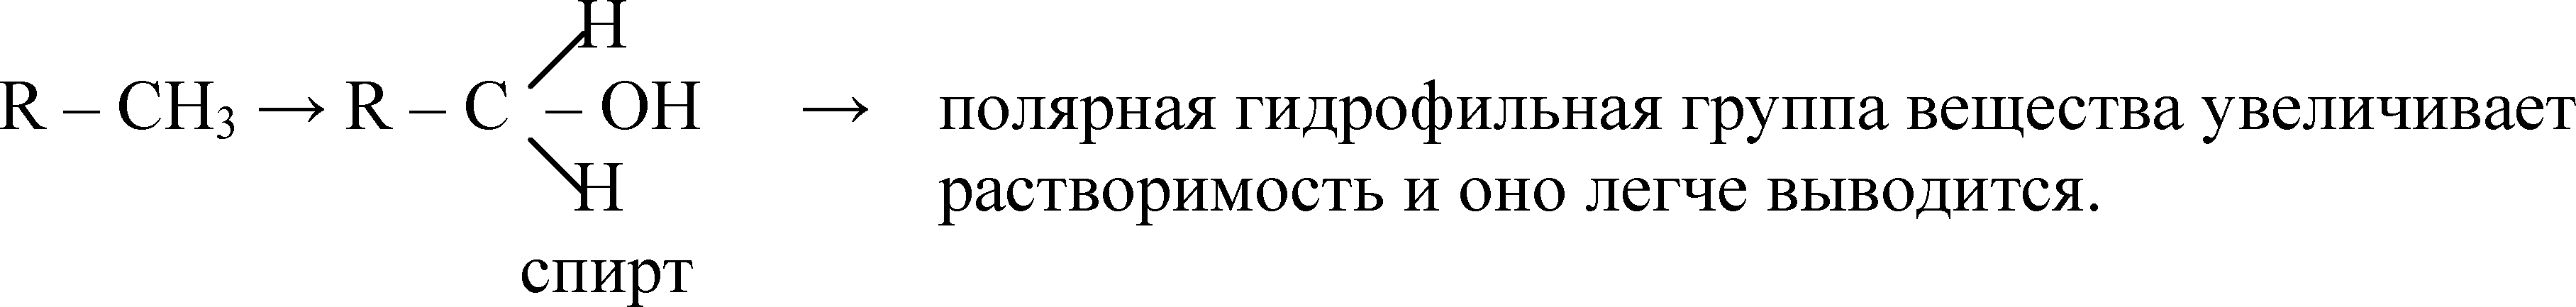 H
R – CH₃ → R – C – OH → полярная гидрофильная группа вещества увеличивает
H растворимость и оно легче выводится.
спирт